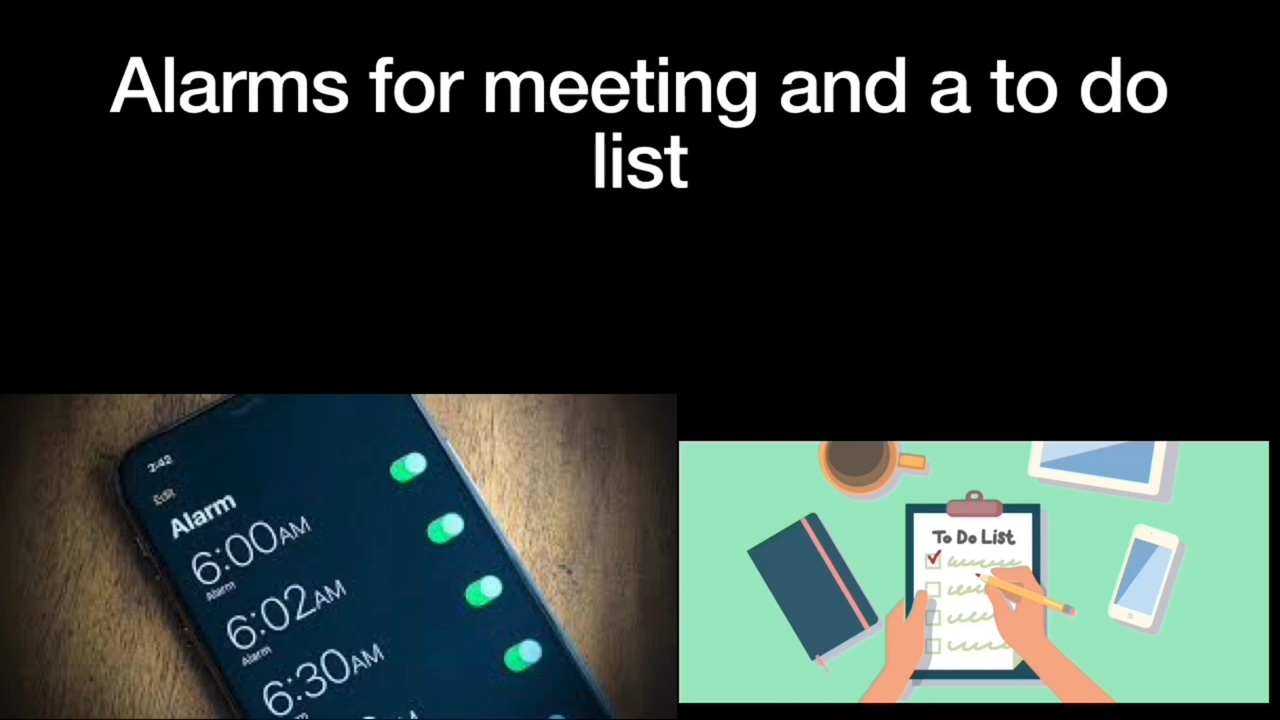 Alarms for meeting and a to do
list
2:42
Edit
Alarm
6:00AM
Alarm
6:02AM
Alarm
6:30AM
To Do List